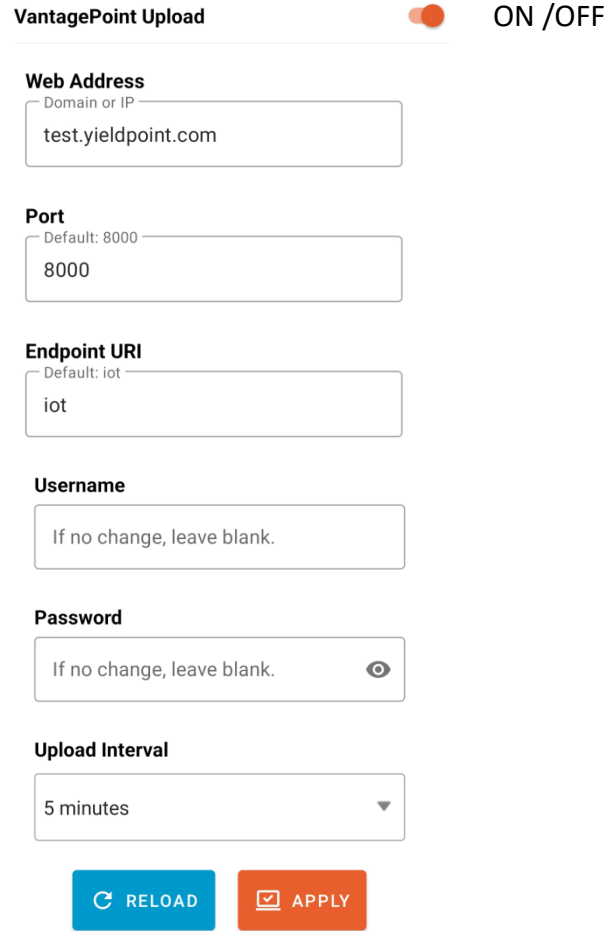 VantagePoint Upload ON /OFF
Web Address
Domain or IP
test.yieldpoint.com
Port
Default: 8000
8000
Endpoint URI
Default: iot
iot
Username
If no change, leave blank.
Password
If no change, leave blank.
Upload Interval
5 minutes
RELOAD APPLY